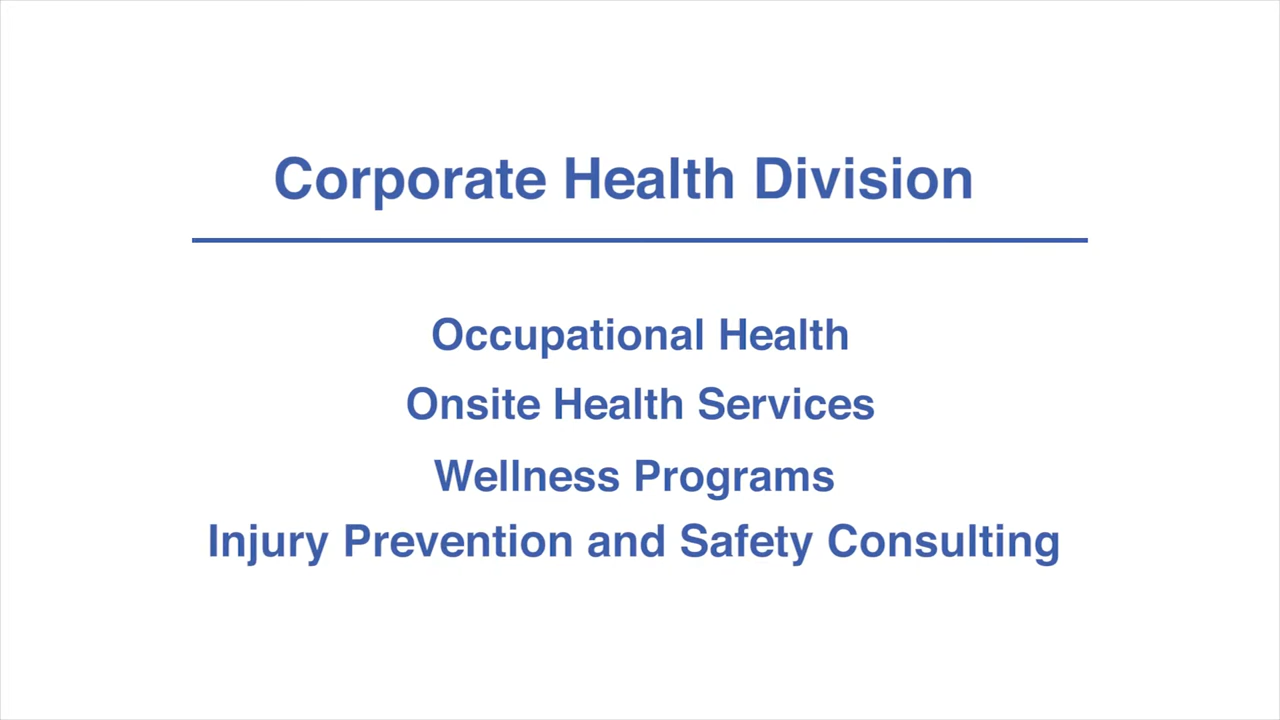 Corporate Health Division
Occupational Health
Onsite Health Services
Wellness Programs
Injury Prevention and Safety Consulting